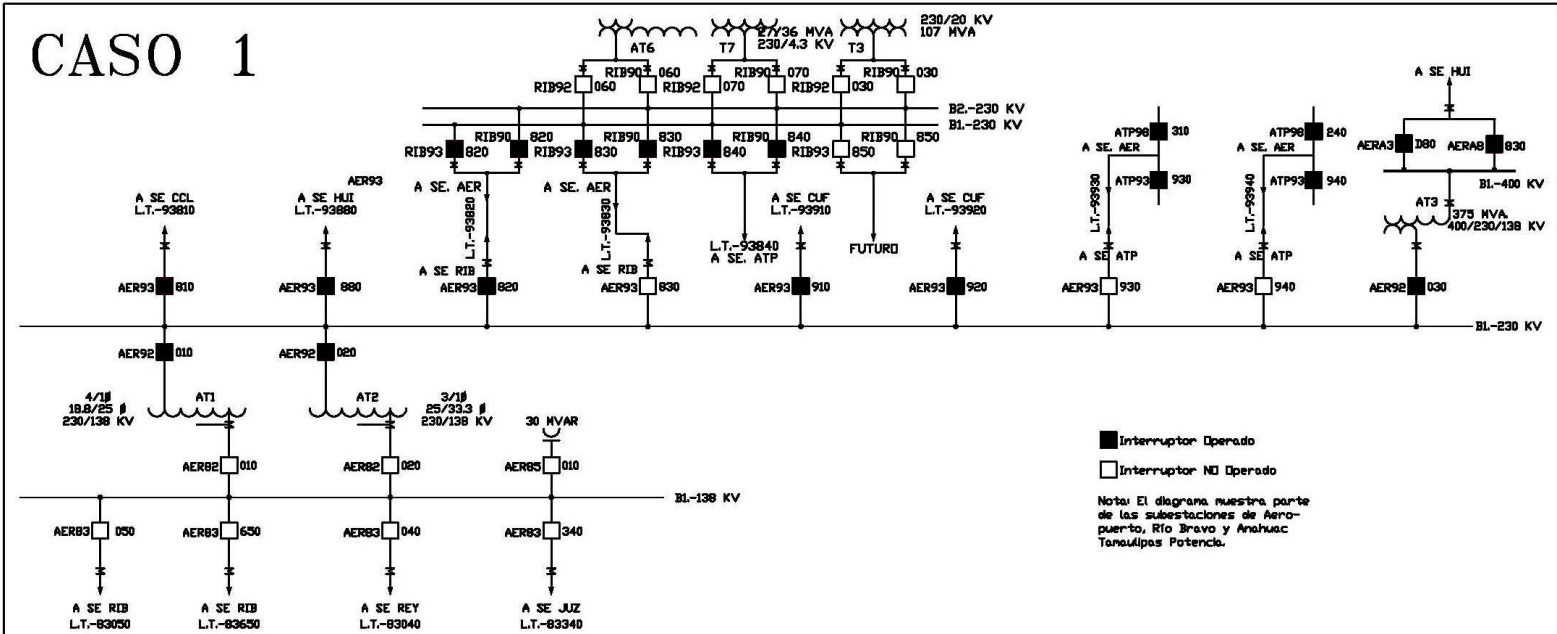 CASO 1
230/20 KV
107 MVA
27/36 MVA
230/4.3 KV
AT6
T7
T3
RIB90 060
RIB92 060
RIB90 070
RIB92 070
RIB90 030
RIB92 030
B2.-230 KV
B1.-230 KV
RIB90 820
RIB93 820
RIB90 830
RIB93 830
RIB90 840
RIB93 840
RIB90 850
RIB93 850
A SE HUI
AERA3 D80
AERA8 830
B1.-400 KV
AT3
375 MVA.
400/230/138 KV
ATP98 310
A SE. AER
ATP93 930
L.T.-93930
A SE ATP
ATP98 240
A SE. AER
ATP93 940
L.T.-93940
A SE ATP
AER93
A SE CCL
L.T.-93810
A SE HUI
L.T.-93880
A SE. AER
L.T.-93820
A SE RIB
A SE. AER
L.T.-93830
A SE RIB
L.T.-93840
A SE. ATP
A SE CUF
L.T.-93910
FUTURO
A SE CUF
L.T.-93920
AER93 810
AER93 880
AER93 820
AER93 830
AER93 910
AER93 920
AER93 930
AER93 940
AER92 030
B1.-230 KV
AER92 010
AER92 020
4/1Ø
18.8/25 Ø
230/138 KV
AT1
AT2
3/1Ø
25/33.3 Ø
230/138 KV
30 MVAR
AER82 010
AER82 020
AER85 010
B1.-138 KV
AER83 050
AER83 650
AER83 040
AER83 340
A SE RIB
L.T.-83050
A SE RIB
L.T.-83650
A SE REY
L.T.-83040
A SE JUZ
L.T.-83340
Interruptor Operado
Interruptor NO Operado
Nota: El diagrama muestra parte
de las subestaciones de Aero-
puerto, Río Bravo y Anahuac
Tamaulipas Potencia.